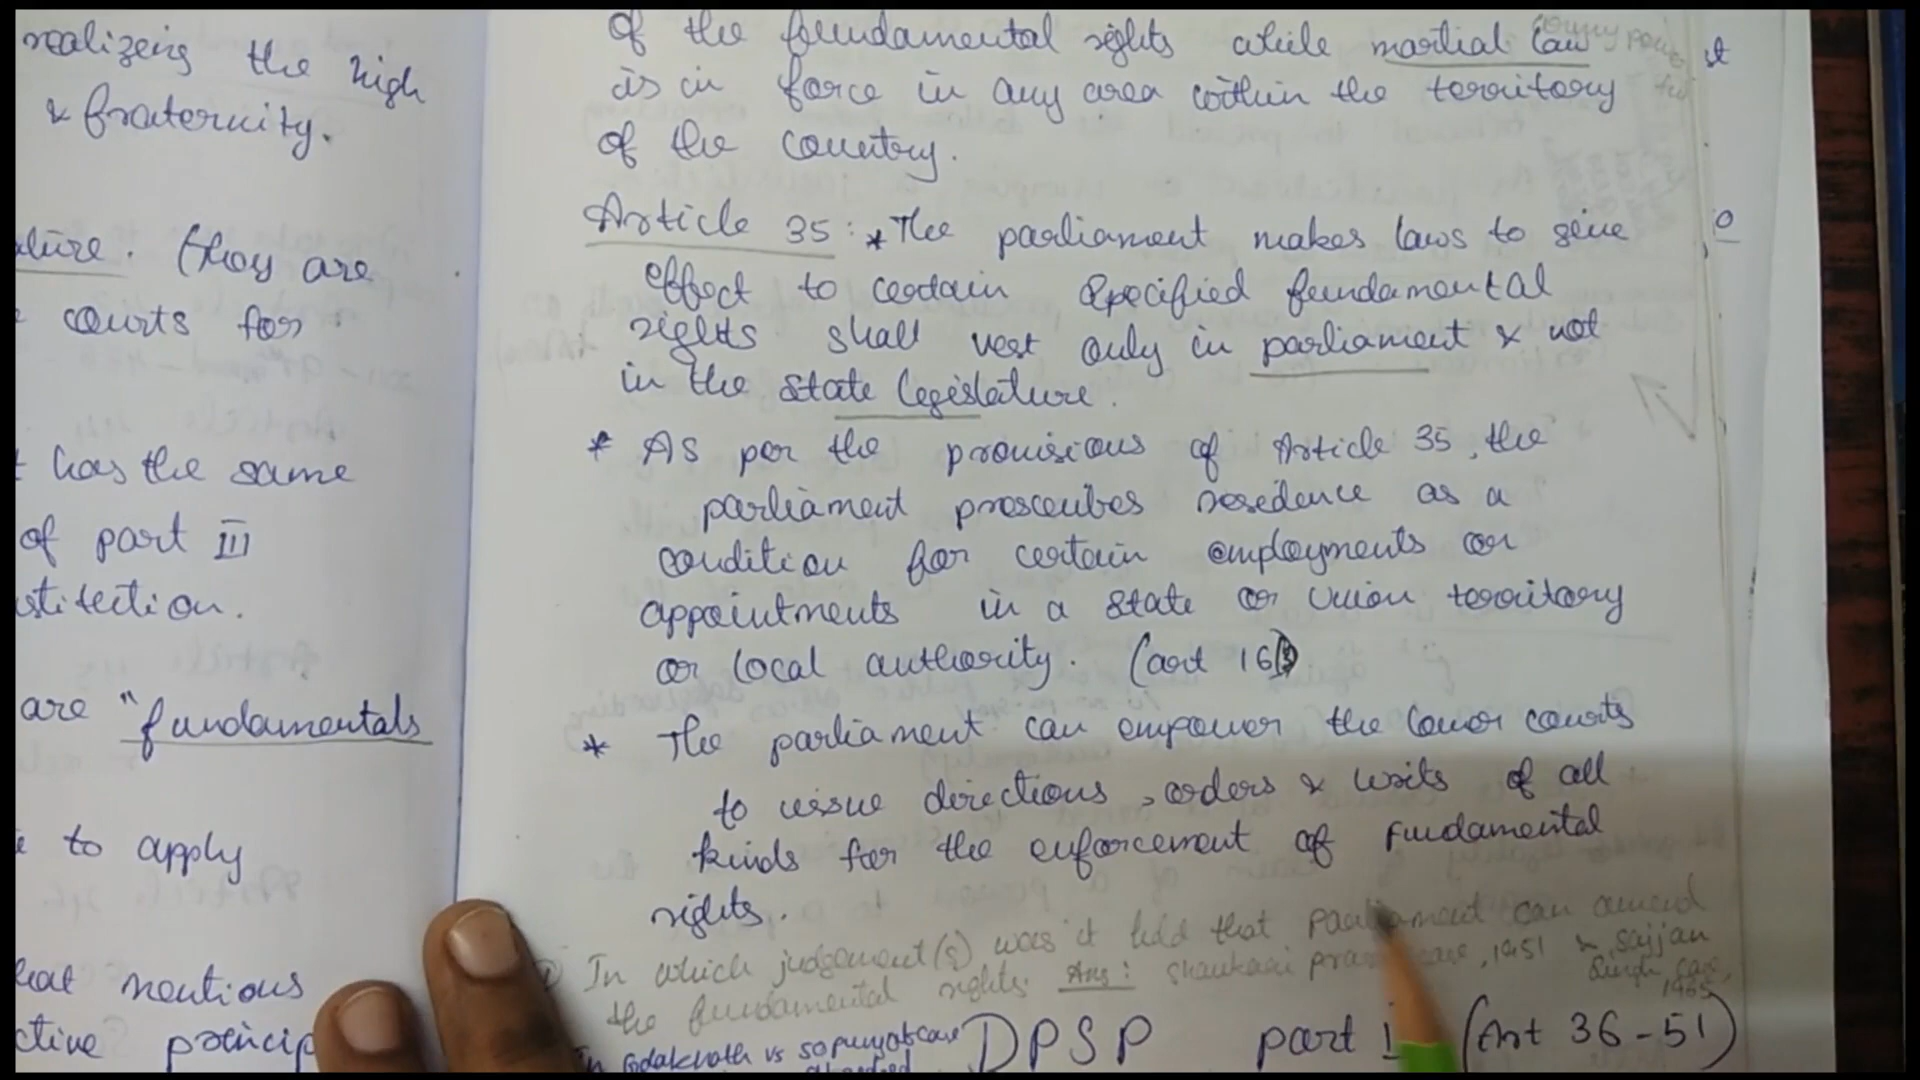 realizeing the high
& fraternity.
ature. (they are
courts for
has the same
of part III
stitection.
are "fundamentals
to apply
hat mentions
ctive princip
of the fundamental rights while martial law
is in force in any area within the territory
of the country.
Article 35: * The parliament makes laws to give
effect to certain specified fundamental
rights shall vest only in parliament & not
in the state legislature.
* As per the provisions of Article 35, the
parliament prescribes resedence as a
condition for certain employments or
appointments in a state or Union territory
or local authority. (art 16
* The parliament can empower the lower courts
to issue directions, orders & writs of all
kinds for the enforcement of Fundamental
rights.
In which judgement(s) was it held that parliament can amend
the fundamental rights. Ans: Shankari , 1951 & Sajjan
Singh case,
1965
In Golaknath vs case
DPSP part (Art 36-51)